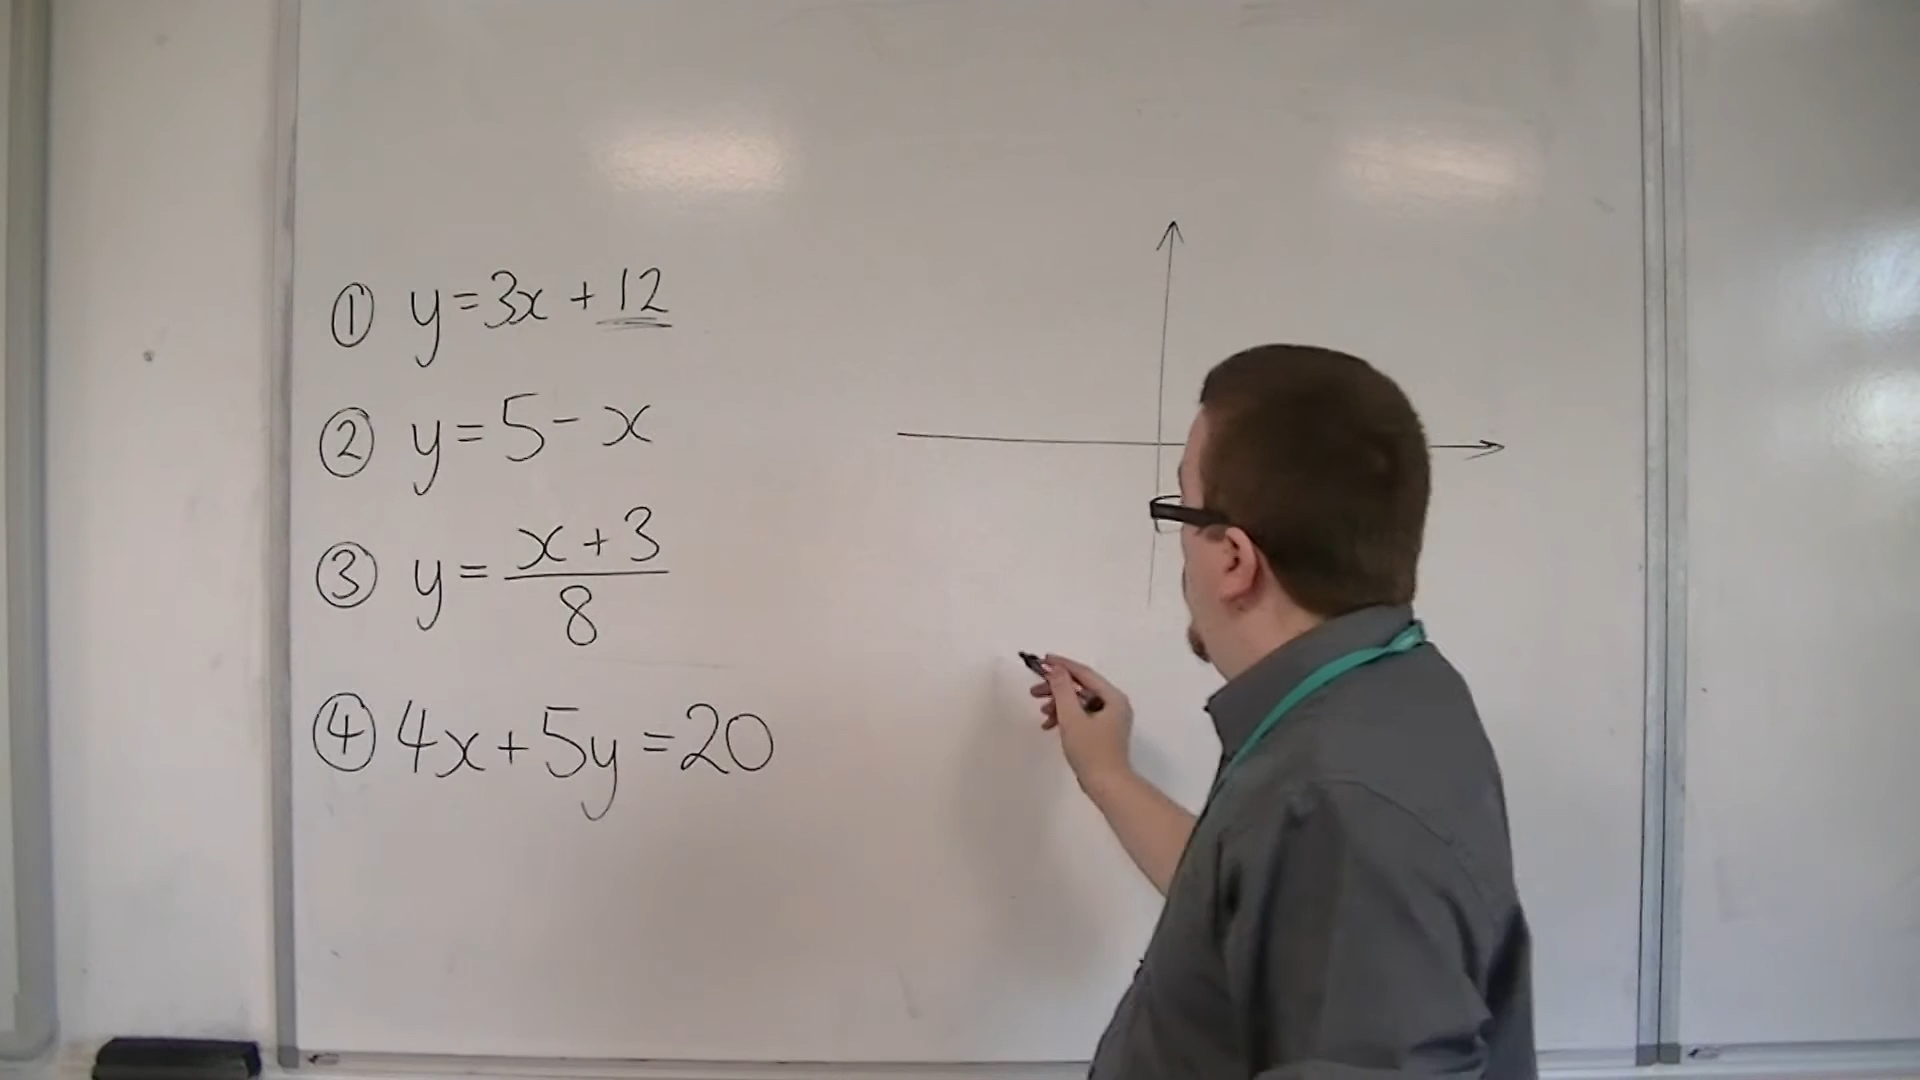 ① y=3x+12
② y=5-x
③ y=x+3/8
④ 4x+5y=20